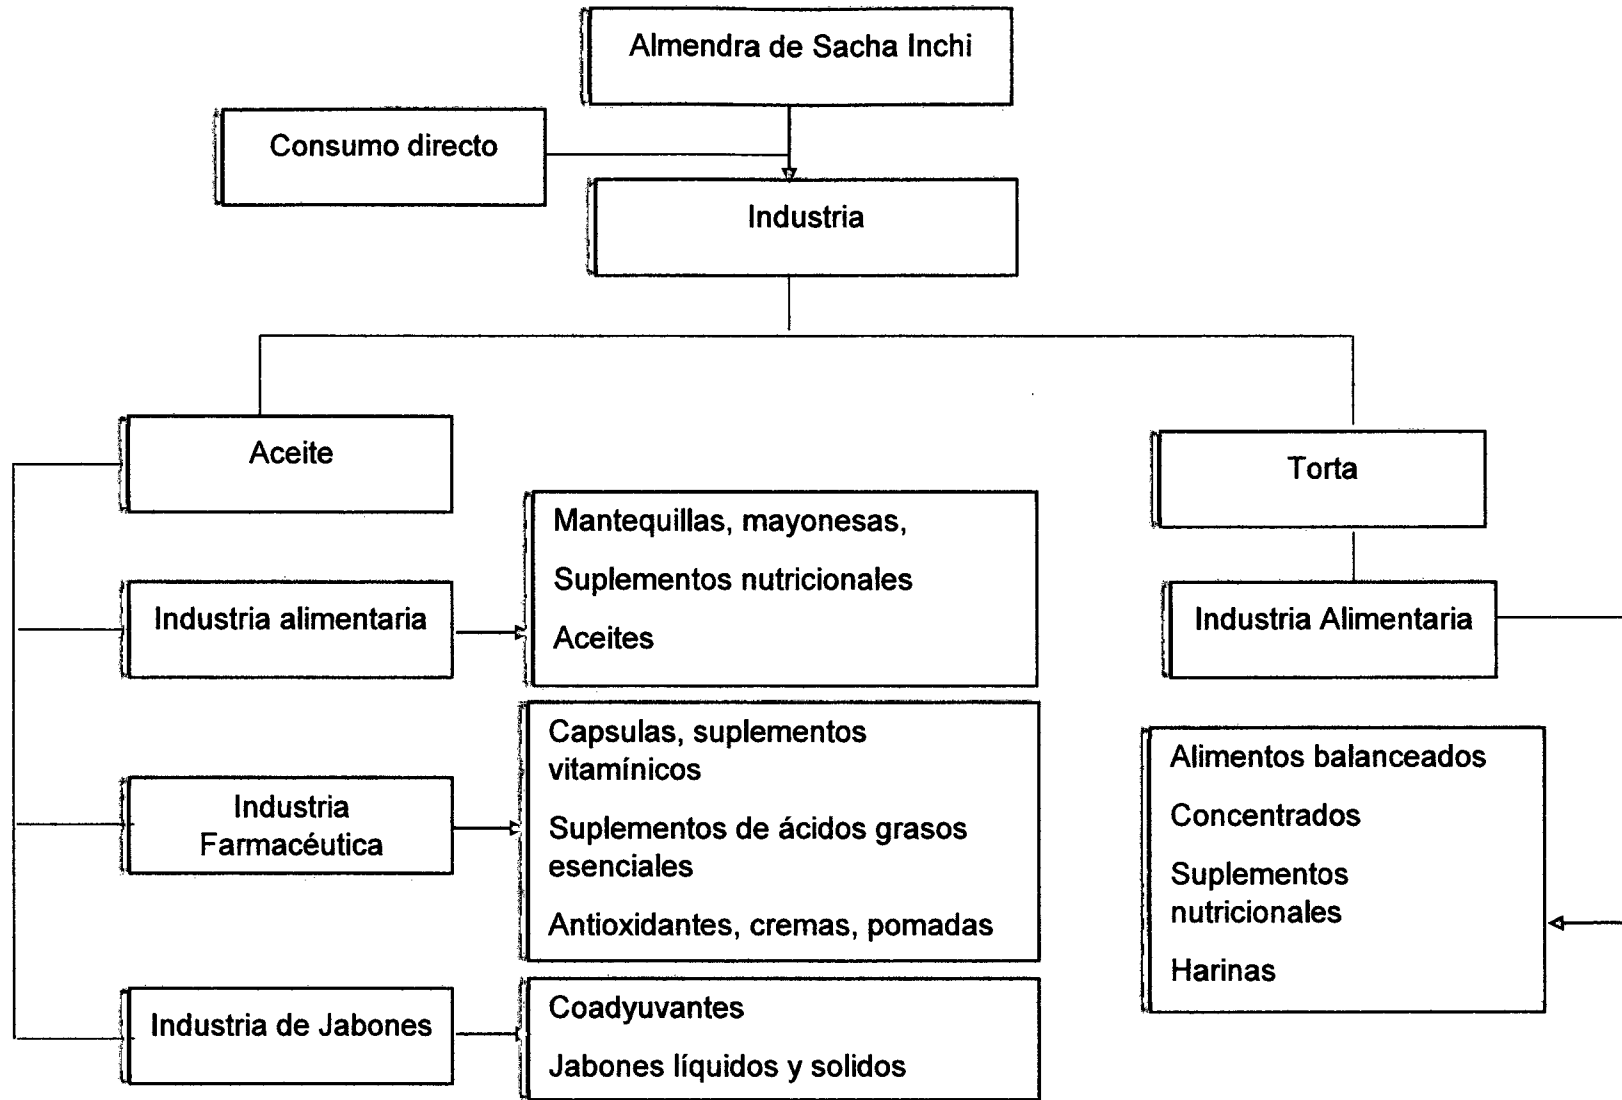 Almendra de Sacha Inchi
Consumo directo
Industria
Aceite
Torta
Mantequillas, mayonesas,
Suplementos nutricionales
Aceites
Industria alimentaria
Industria Alimentaria
Capsulas, suplementos
vitamínicos
Suplementos de ácidos grasos
esenciales
Antioxidantes, cremas, pomadas
Industria
Farmacéutica
Alimentos balanceados
Concentrados
Suplementos
nutricionales
Harinas
Industria de Jabones
Coadyuvantes
Jabones líquidos y solidos